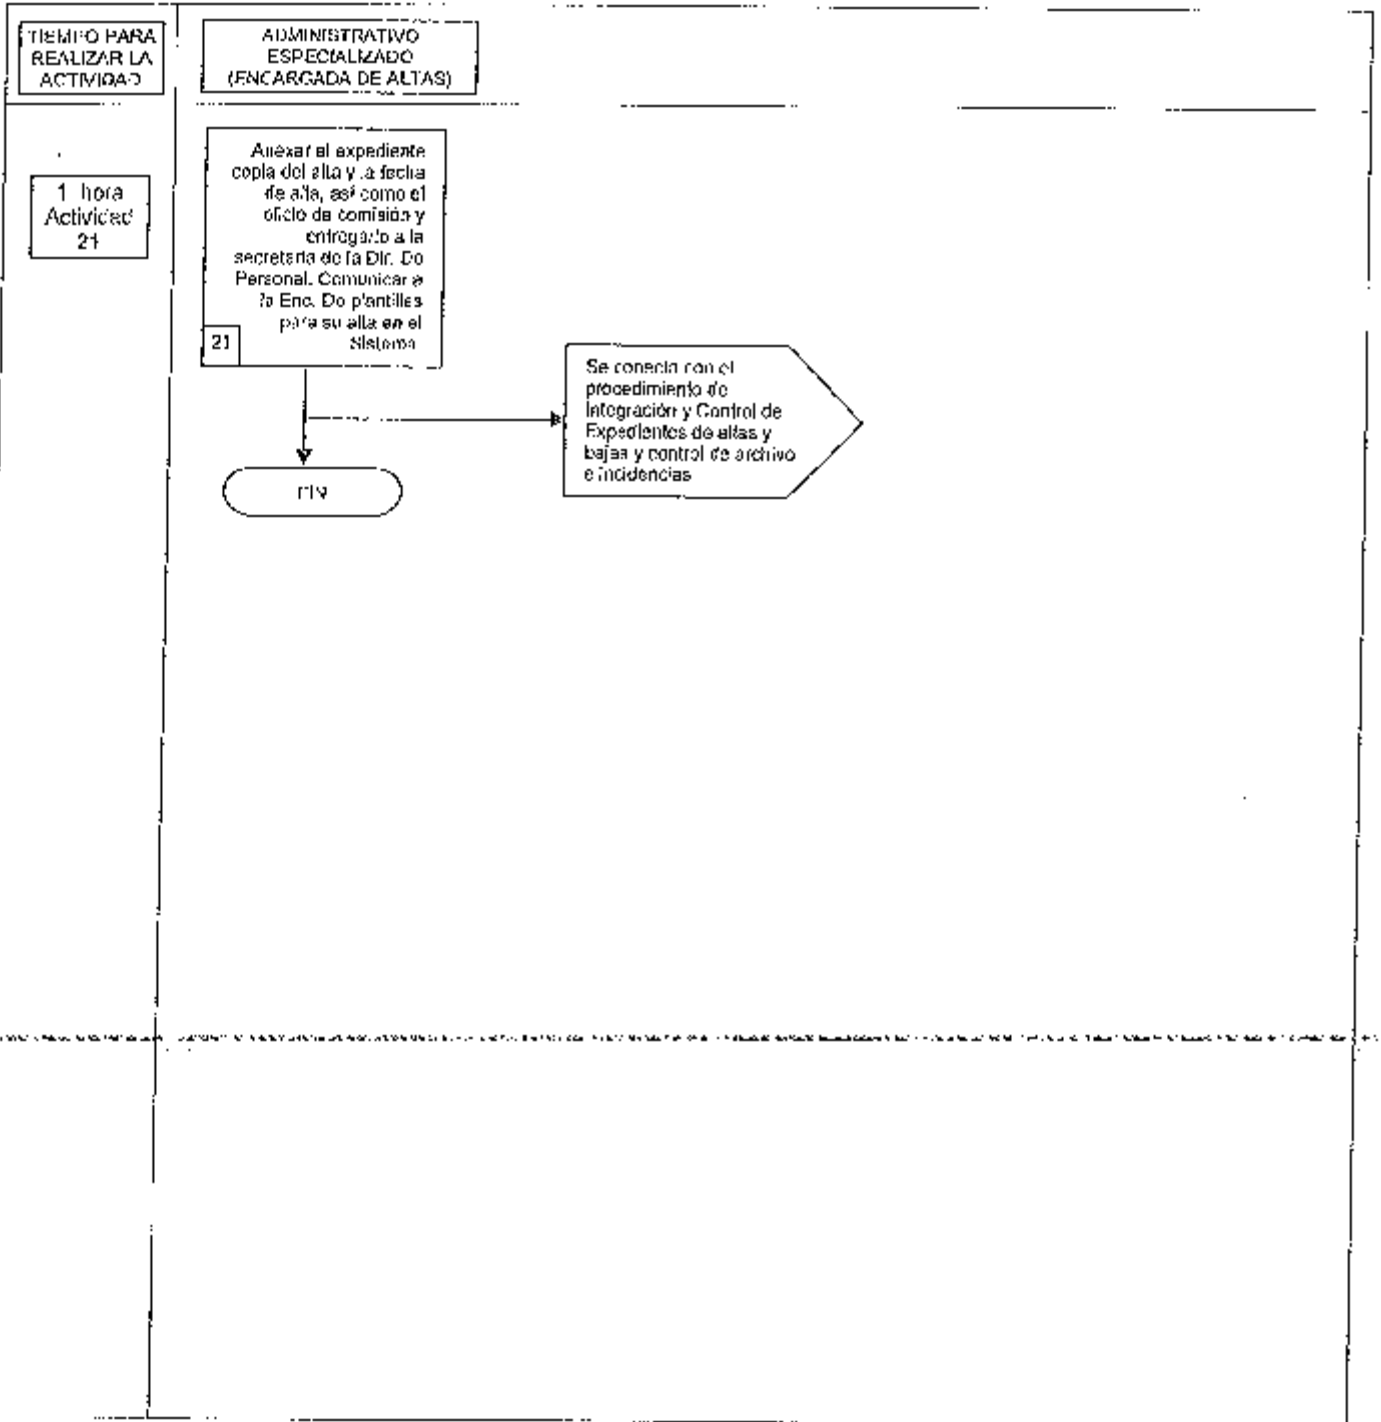 TIEMPO PARA
REALIZAR LA
ACTIVIDAD
ADMINISTRATIVO
ESPECIALIZADO
(ENCARGADA DE ALTAS)
1 hora
Actividad
21
Anexar al expediente
copia del alta y la fecha
de alta, así como el
oficio de comisión y
entregarlo a la
secretaria de la Dir. De
Personal. Comunicar a
la Enc. De plantillas
para su alta en el
Sistema.
21
Se conecta con el
procedimiento de
Integración y Control de
Expedientes de altas y
bajas y control de archivo
e incidencias